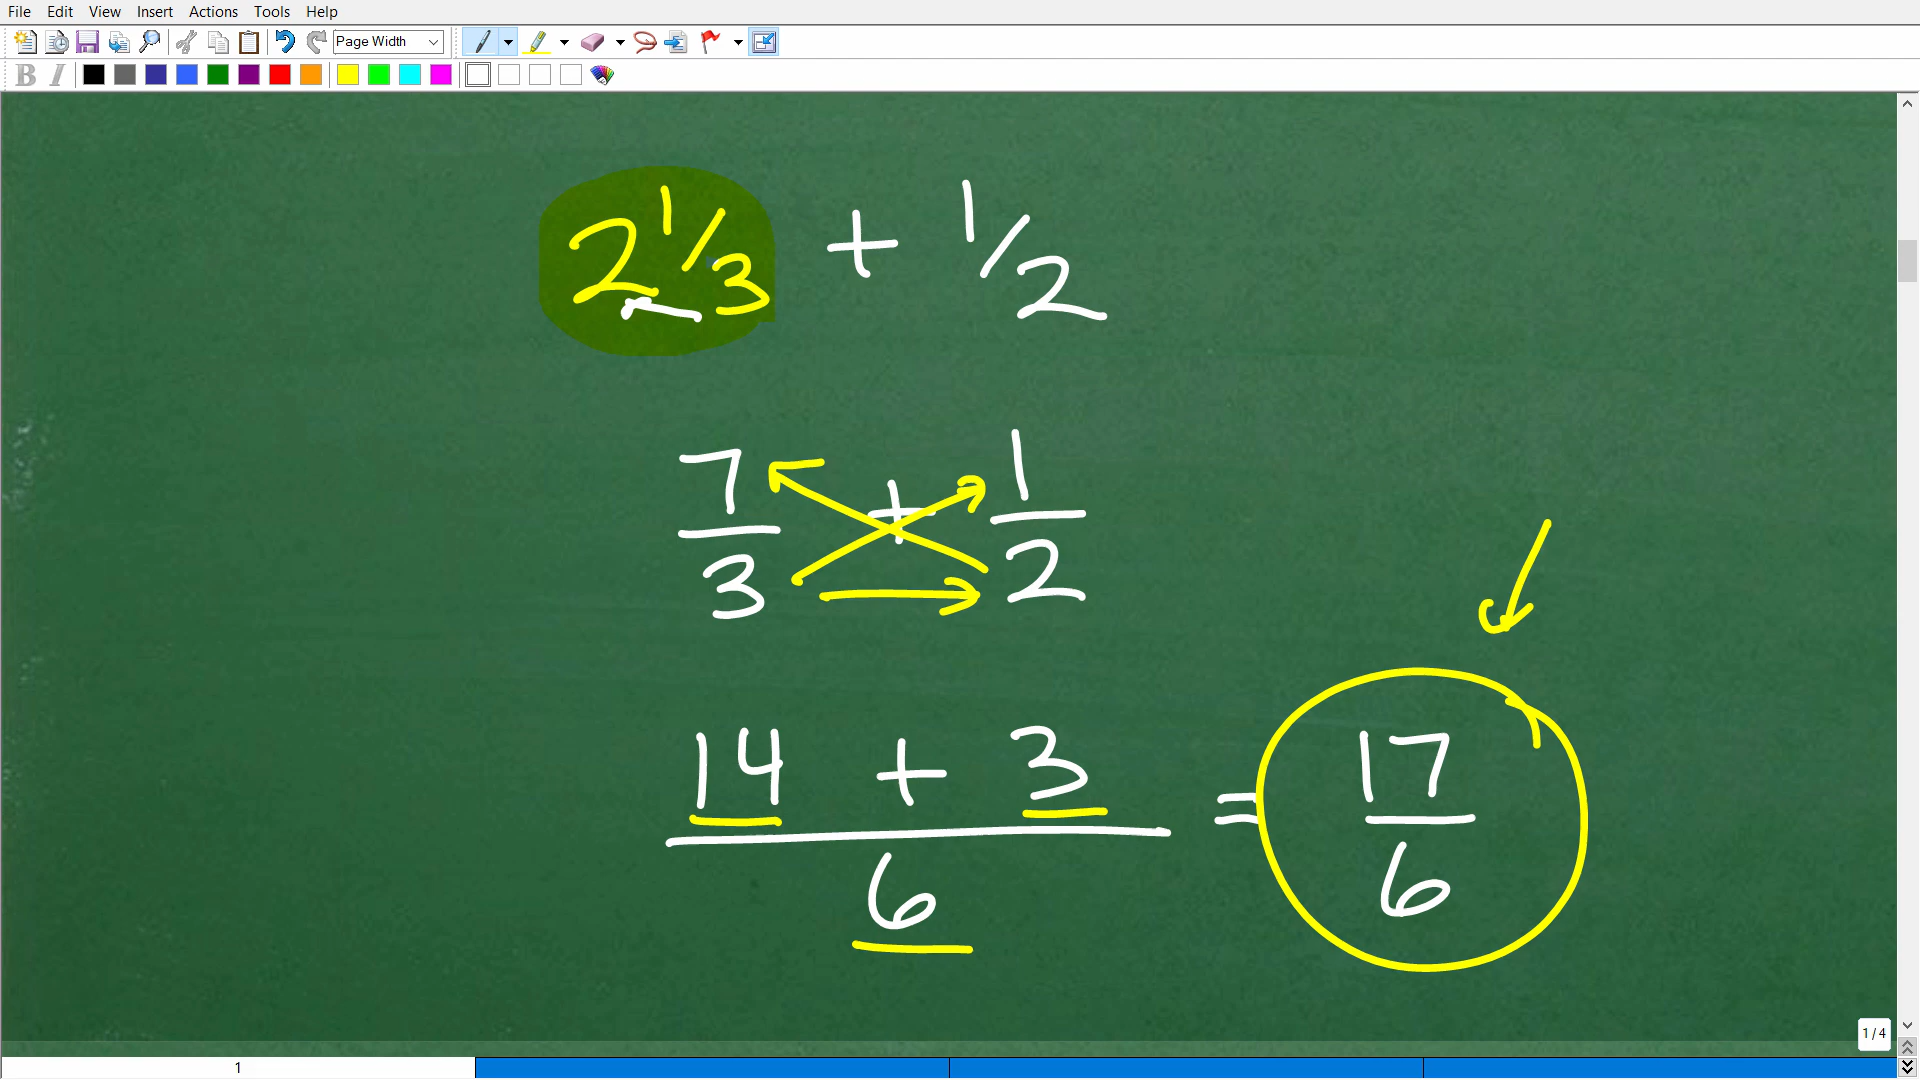 File Edit View Insert Actions Tools Help
Page Width
B I
2 1/3 + 1/2
7/3 + 1/2
14 + 3 / 6 = 17/6
1 / 4
1